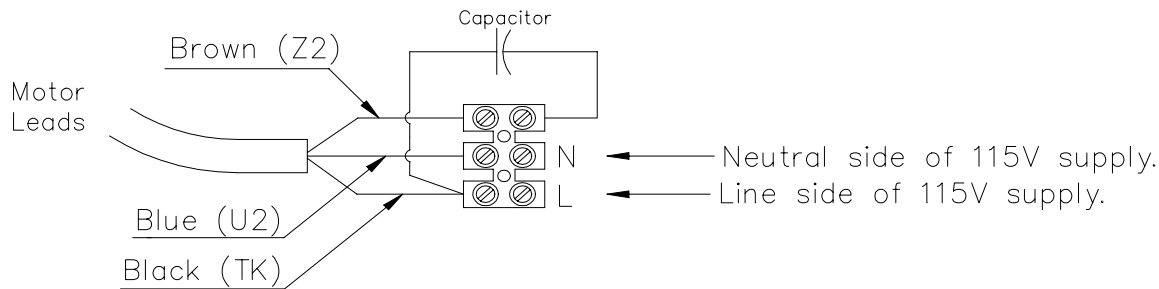 Capacitor
Brown (Z2)
Motor
Leads
N
Neutral side of 115V supply.
L
Line side of 115V supply.
Blue (U2)
Black (TK)